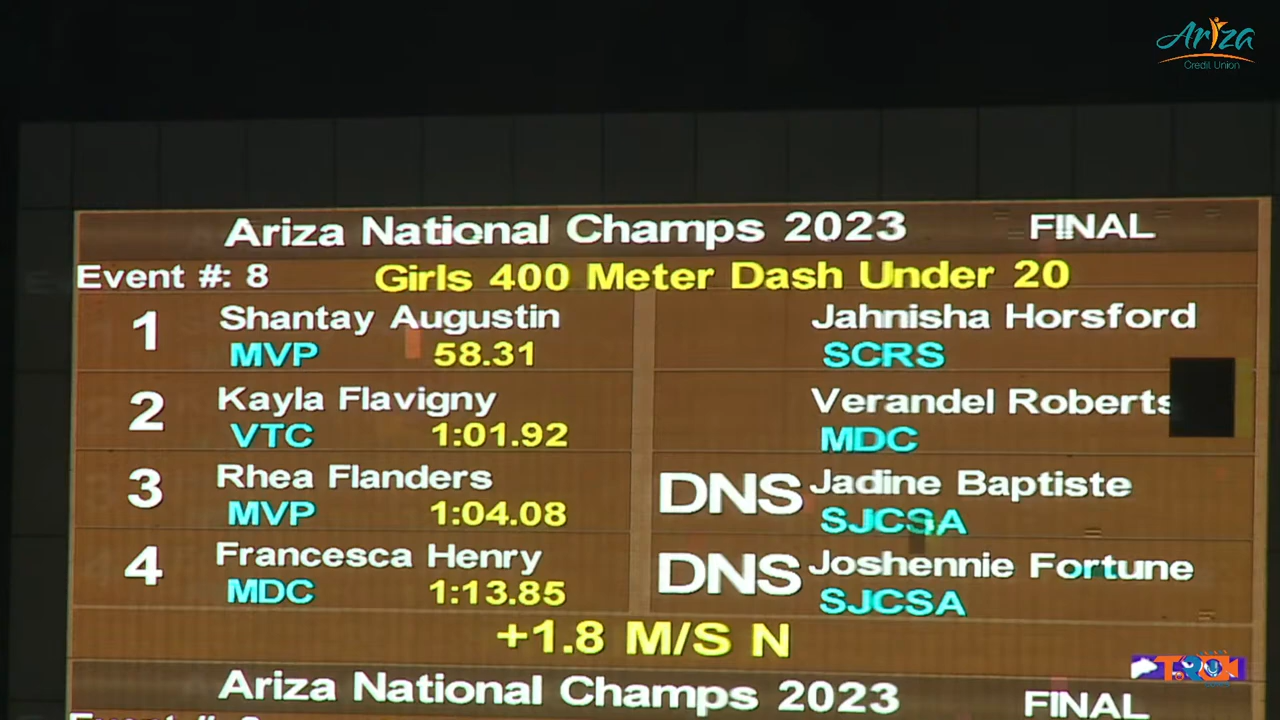 Ariza
Credit Union
Ariza National Champs 2023 FINAL
Event #: 8 Girls 400 Meter Dash Under 20
1 Shantay Augustin
MVP 58.31
2 Kayla Flavigny
VTC 1:01.92
3 Rhea Flanders
MVP 1:04.08
4 Francesca Henry
MDC 1:13.85
Jahnisha Horsford
SCRS
Verandel Roberts
MDC
DNS Jadine Baptiste
SJCSA
DNS Joshennie Fortune
SJCSA
+1.8 M/S N
Ariza National Champs 2023 FINAL